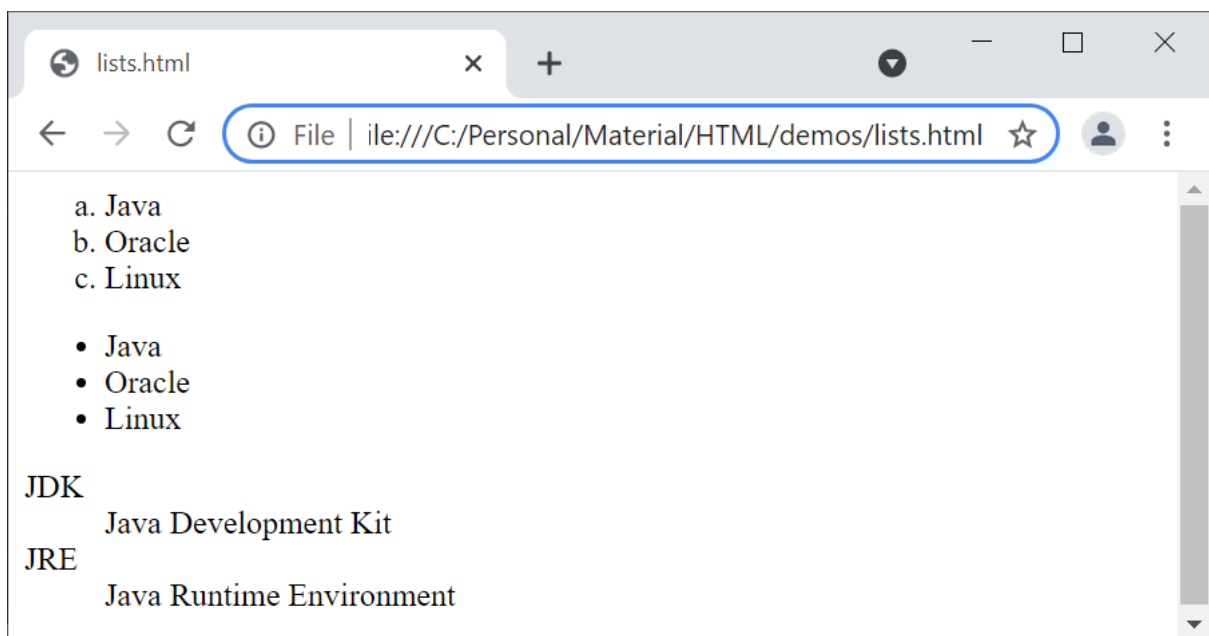 lists.html
File ile:///C:/Personal/Material/HTML/demos/lists.html
a. Java
b. Oracle
c. Linux
• Java
• Oracle
• Linux
JDK
Java Development Kit
JRE
Java Runtime Environment